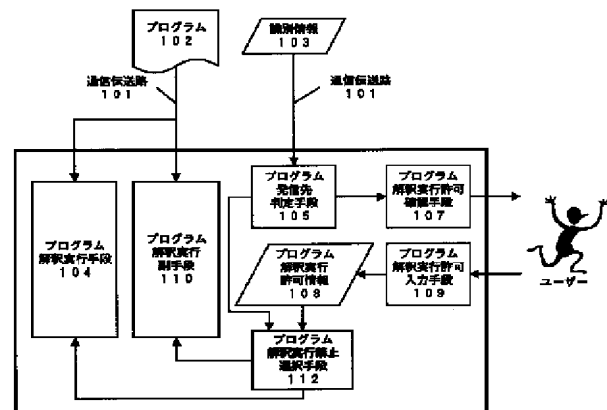 プログラム
102
識別情報
103
通信伝送路
101
通信伝送路
101
プログラム
発信先
判定手段
105
プログラム
解釈実行許可
確認手段
107
プログラム
解釈実行手段
104
プログラム
解釈実行
副手段
110
プログラム
解釈実行
許可情報
108
プログラム
解釈実行許可
入力手段
109
ユーザー
プログラム
解釈実行禁止
選択手段
112